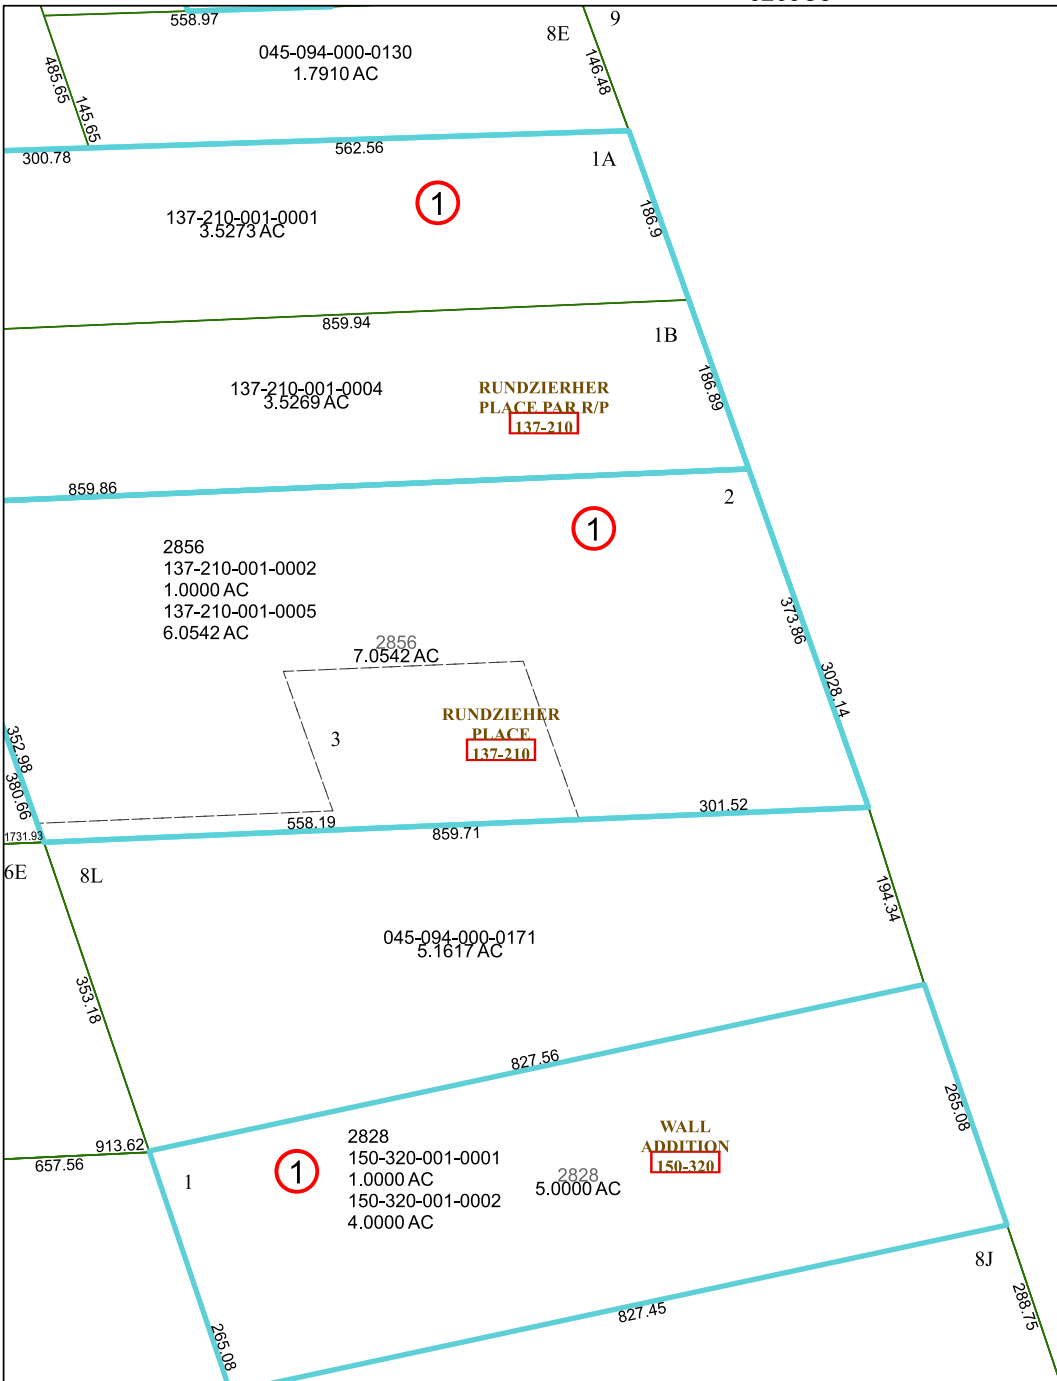 558.97
9
8E
045-094-000-0130
1.7910 AC
485.65
145.65
146.48
300.78
562.56
1A
1
137-210-001-0001
3.5273 AC
186.9
859.94
1B
137-210-001-0004
3.5269 AC
RUNDZIERHER
PLACE PAR R/P
137-210
186.89
859.86
2
1
2856
137-210-001-0002
1.0000 AC
137-210-001-0005
6.0542 AC
2856
7.0542 AC
373.86
3028.14
RUNDZIEHER
PLACE
137-210
3
352.98
380.66
301.52
558.19
859.71
1731.93
6E
8L
194.34
045-094-000-0171
5.1617 AC
353.18
827.56
265.08
913.62
657.56
WALL
ADDITION
150-320
1
1
2828
150-320-001-0001
1.0000 AC
150-320-001-0002
4.0000 AC
2828
5.0000 AC
8J
827.45
288.75
265.08